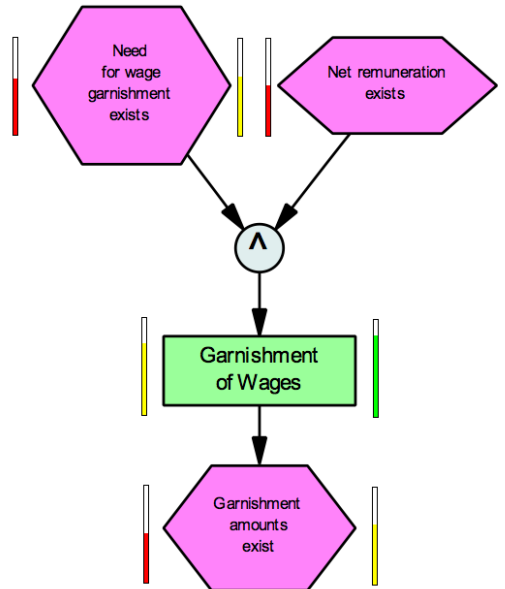 Need
for wage
garnishment
exists
Net remuneration
exists
^
Garnishment
of Wages
Garnishment
amounts
exist